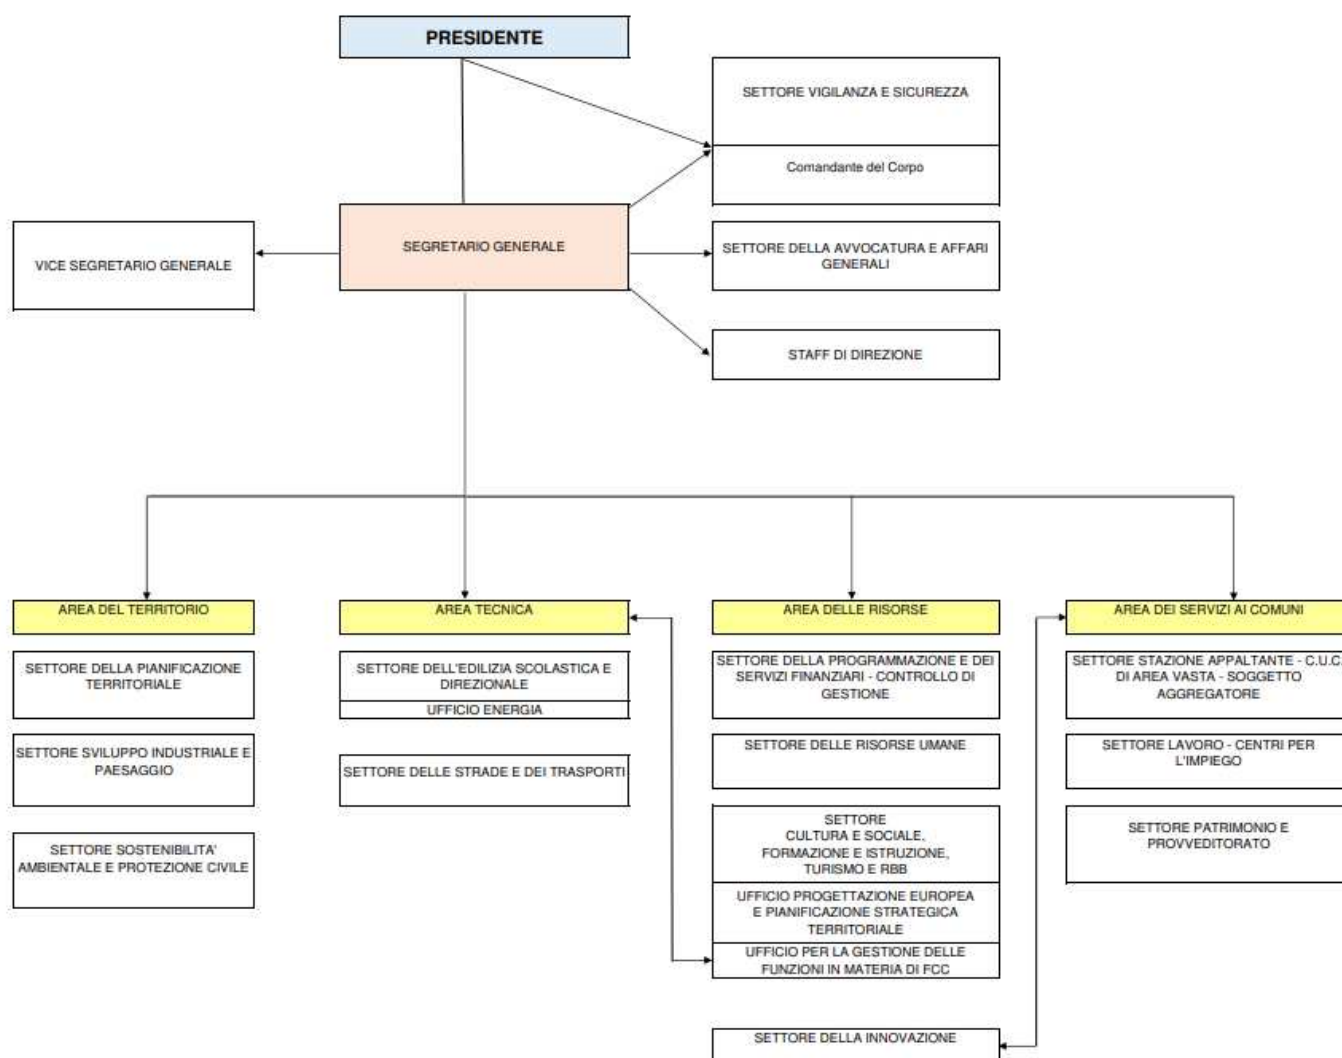 PRESIDENTE
SETTORE VIGILANZA E SICUREZZA
Comandante del Corpo
SEGRETARIO GENERALE
VICE SEGRETARIO GENERALE
SETTORE DELLA AVVOCATURA E AFFARI
GENERALI
STAFF DI DIREZIONE
AREA DEL TERRITORIO
SETTORE DELLA PIANIFICAZIONE
TERRITORIALE
SETTORE SVILUPPO INDUSTRIALE E
PAESAGGIO
SETTORE SOSTENIBILITA'
AMBIENTALE E PROTEZIONE CIVILE
AREA TECNICA
SETTORE DELL'EDILIZIA SCOLASTICA E
DIREZIONALE
UFFICIO ENERGIA
SETTORE DELLE STRADE E DEI TRASPORTI
AREA DELLE RISORSE
SETTORE DELLA PROGRAMMAZIONE E DEI
SERVIZI FINANZIARI - CONTROLLO DI
GESTIONE
SETTORE DELLE RISORSE UMANE
SETTORE
CULTURA E SOCIALE,
FORMAZIONE E ISTRUZIONE,
TURISMO E RBB
UFFICIO PROGETTAZIONE EUROPEA
E PIANIFICAZIONE STRATEGICA
TERRITORIALE
UFFICIO PER LA GESTIONE DELLE
FUNZIONI IN MATERIA DI FCC
SETTORE DELLA INNOVAZIONE
AREA DEI SERVIZI AI COMUNI
SETTORE STAZIONE APPALTANTE - C.U.C.
DI AREA VASTA - SOGGETTO
AGGREGATORE
SETTORE LAVORO - CENTRI PER
L'IMPIEGO
SETTORE PATRIMONIO E
PROVVEDITORATO